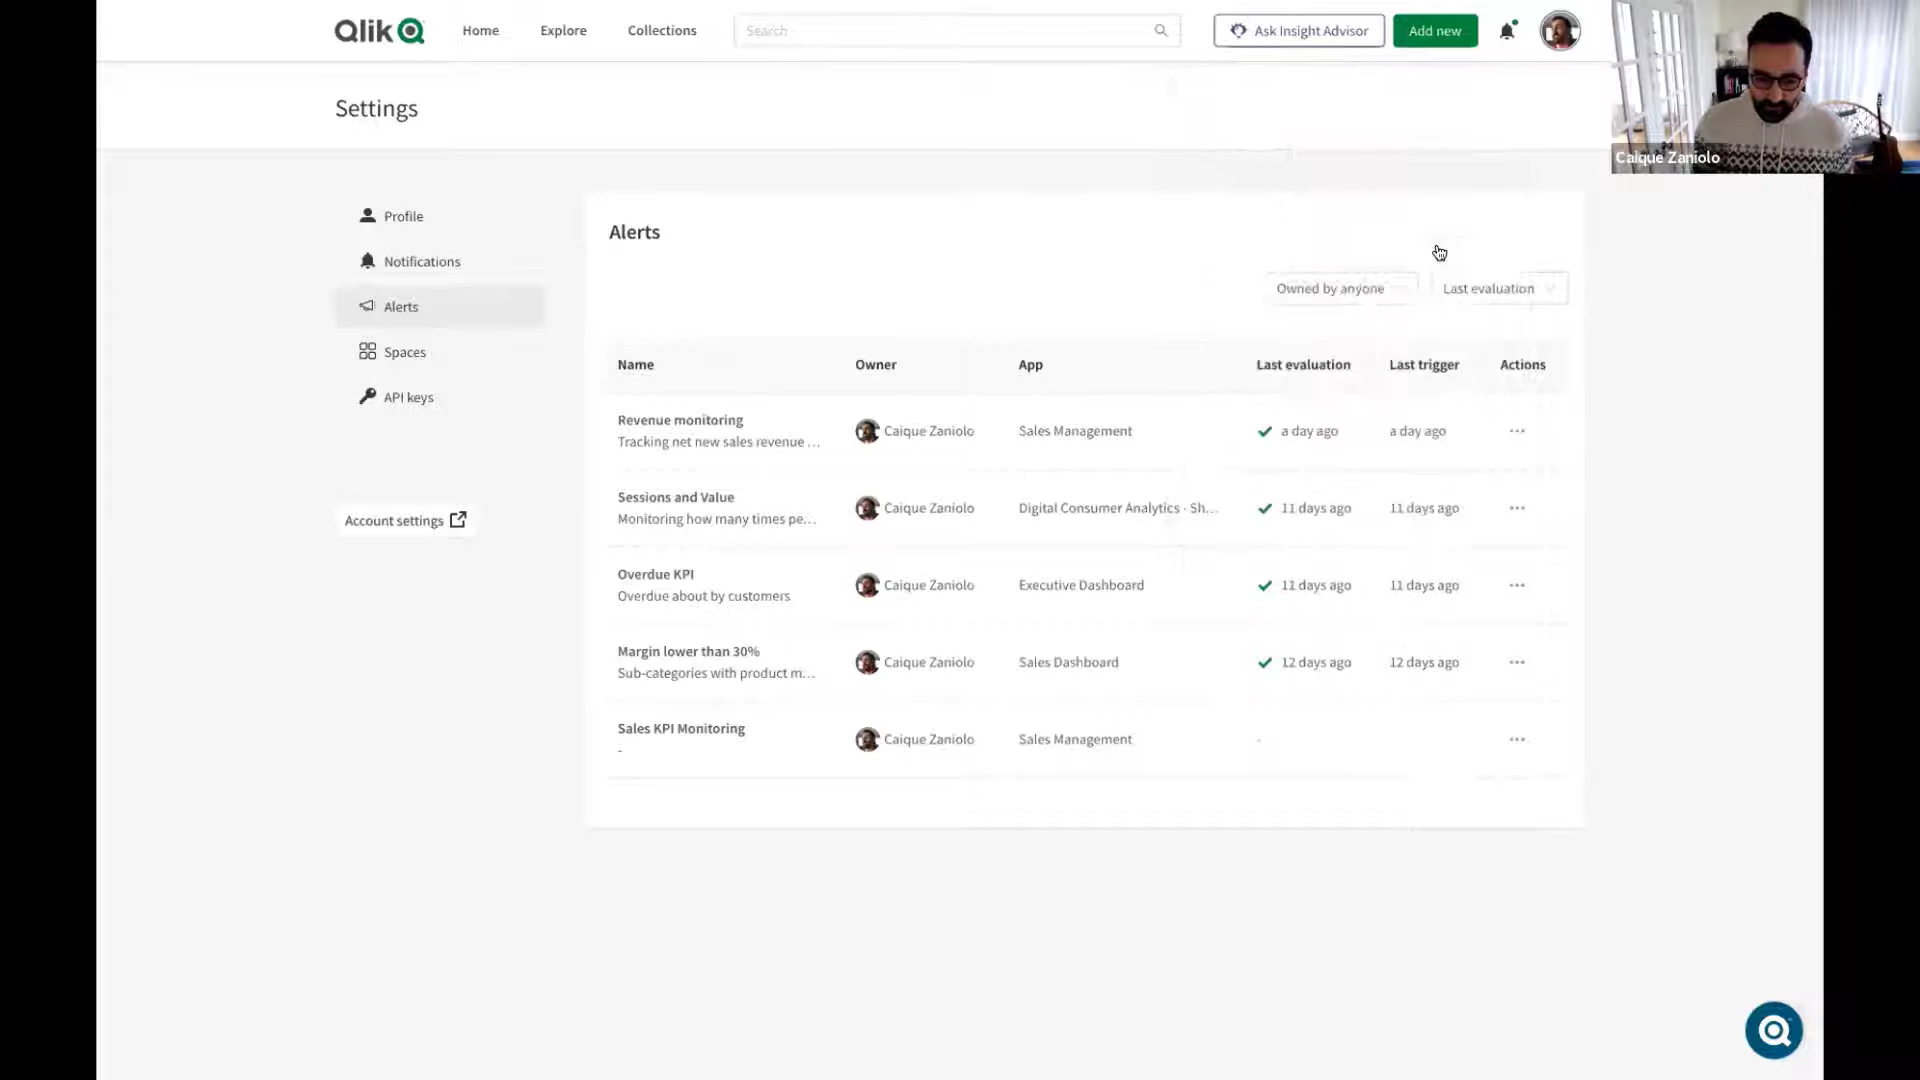 Qlik
Home
Explore
Collections
Search
Ask Insight Advisor
Add new
Caique Zaniolo
Settings
Profile
Notifications
Alerts
Spaces
API keys
Account settings
Alerts
Owned by anyone
Last evaluation
Name Owner App Last evaluation Last trigger Actions
Revenue monitoring
Tracking net new sales revenue ...
Caique Zaniolo
Sales Management
a day ago
a day ago
Sessions and Value
Monitoring how many times pe...
Caique Zaniolo
Digital Consumer Analytics - Sh...
11 days ago
11 days ago
Overdue KPI
Overdue about by customers
Caique Zaniolo
Executive Dashboard
11 days ago
11 days ago
Margin lower than 30%
Sub-categories with product m...
Caique Zaniolo
Sales Dashboard
12 days ago
12 days ago
Sales KPI Monitoring
-
Caique Zaniolo
Sales Management
-